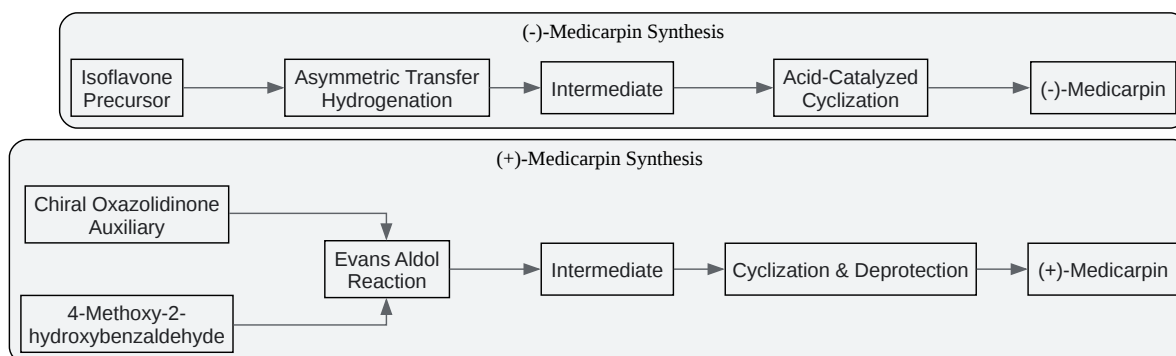 (-)-Medicarpin Synthesis
Isoflavone
Precursor
Asymmetric Transfer
Hydrogenation
Intermediate
Acid-Catalyzed
Cyclization
(-)-Medicarpin
(+)-Medicarpin Synthesis
Chiral Oxazolidinone
Auxiliary
4-Methoxy-2-
hydroxybenzaldehyde
Evans Aldol
Reaction
Intermediate
Cyclization & Deprotection
(+)-Medicarpin